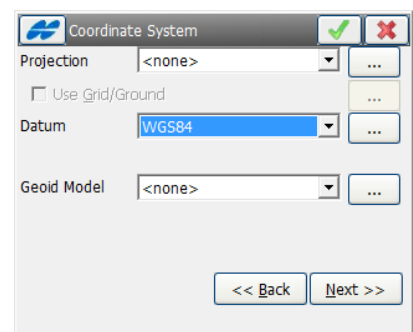 Coordinate System
Projection <none> ...
Use Grid/Ground ...
Datum WGS84 ...
Geoid Model <none> ...
<< Back Next >>